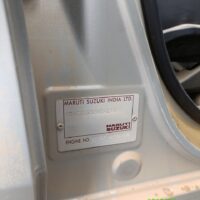 MARUTI SUZUKI INDIA LTD.
MARUTI
SUZUKI
ENGINE NO.